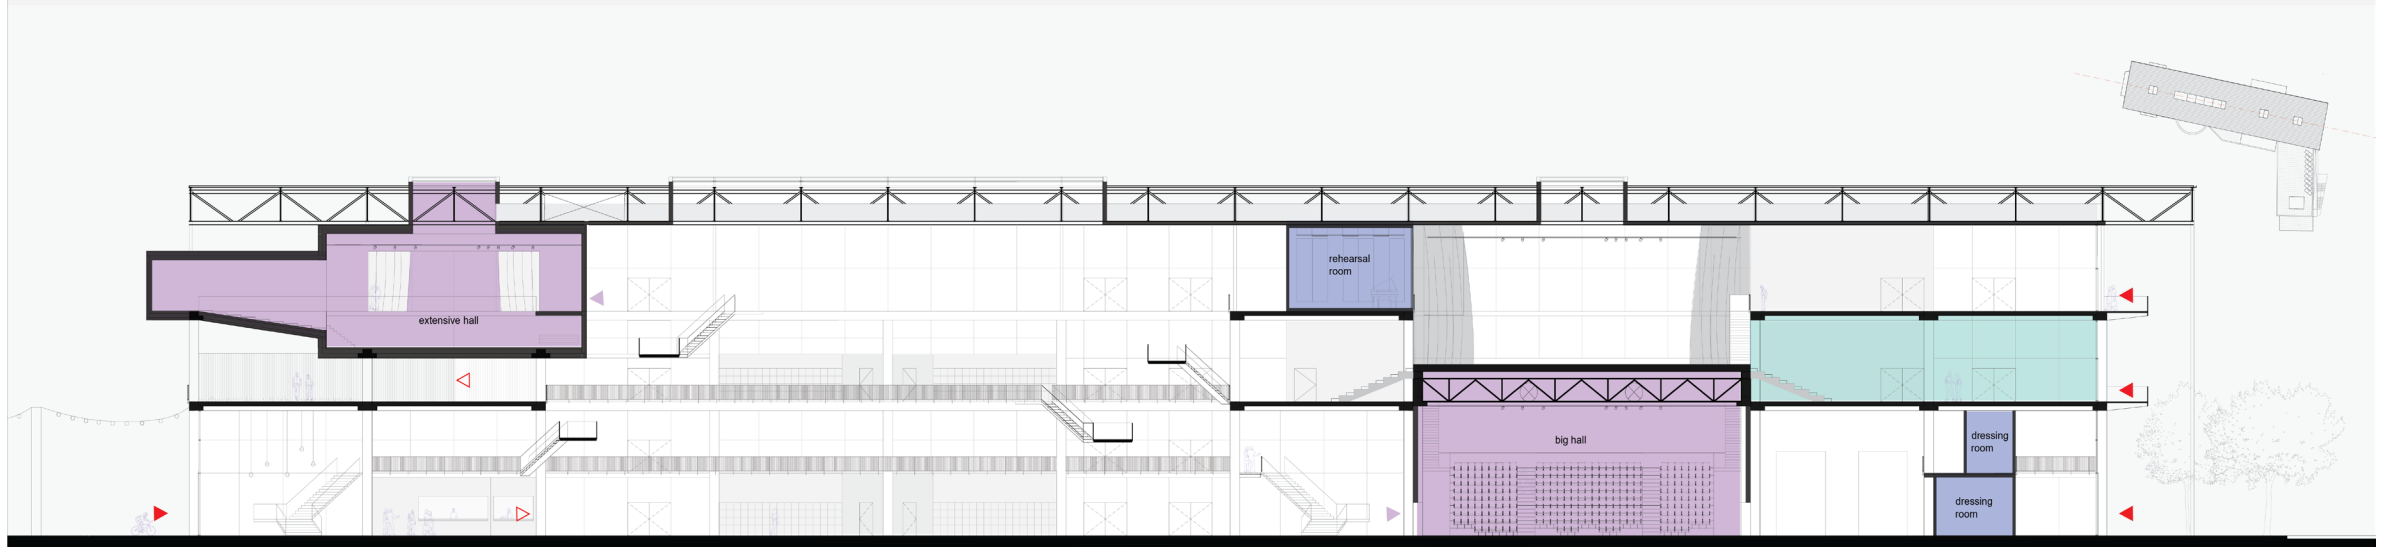 rehearsal
room
extensive hall
big hall
dressing
room
dressing
room